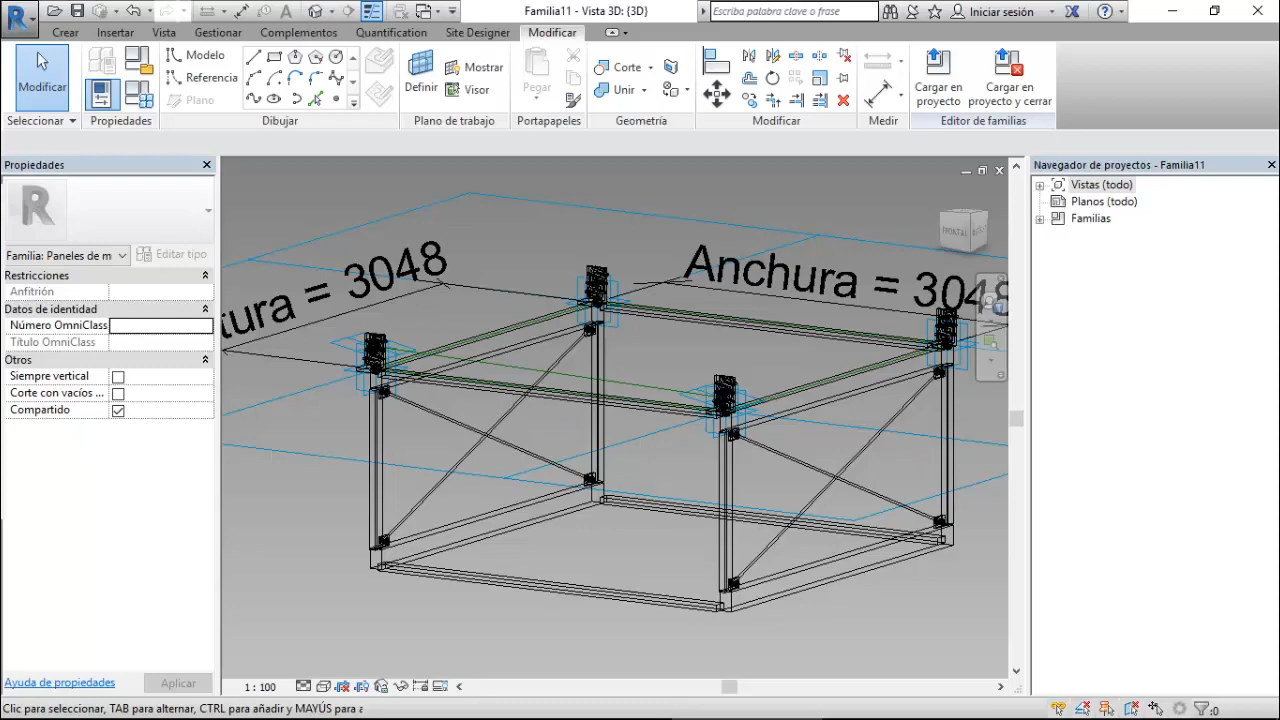 Familia11 - Vista 3D: {3D}
Escriba palabra clave o frase
Iniciar sesión
Crear
Insertar
Vista
Gestionar
Complementos
Quantification
Site Designer
Modificar
Modificar
Modelo
Referencia
Plano
Definir
Mostrar
Visor
Pegar
Corte
Unir
Cargar en
proyecto
Cargar en
proyecto y cerrar
Seleccionar
Propiedades
Dibujar
Plano de trabajo
Portapapeles
Geometría
Modificar
Medir
Editor de familias
Propiedades
Navegador de proyectos - Familia11
R
Familia: Paneles de m
Editar tipo
Restricciones
Anfitrión
Datos de identidad
Número OmniClass
Título OmniClass
Otros
Siempre vertical
Corte con vacíos ...
Compartido
Ayuda de propiedades
Aplicar
tura = 3048
Anchura = 3048
FRONTAL
Vistas (todo)
Planos (todo)
Familias
1 : 100
Clic para seleccionar, TAB para alternar, CTRL para añadir y MAYÚS para a
:0